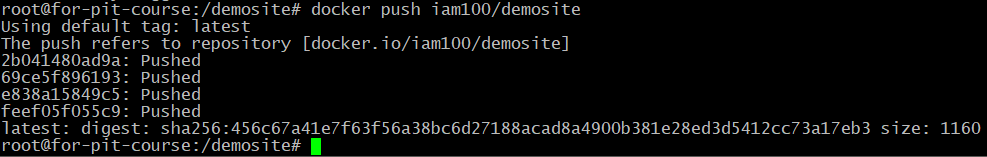 root@for-pit-course:/demosite# docker push iam100/demosite
Using default tag: latest
The push refers to repository [docker.io/iam100/demosite]
2b041480ad9a: Pushed
69ce5f896193: Pushed
e838a15849c5: Pushed
feef05f055c9: Pushed
latest: digest: sha256:456c67a41e7f63f56a38bc6d27188acad8a4900b381e28ed3d5412cc73a17eb3 size: 1160
root@for-pit-course:/demosite#